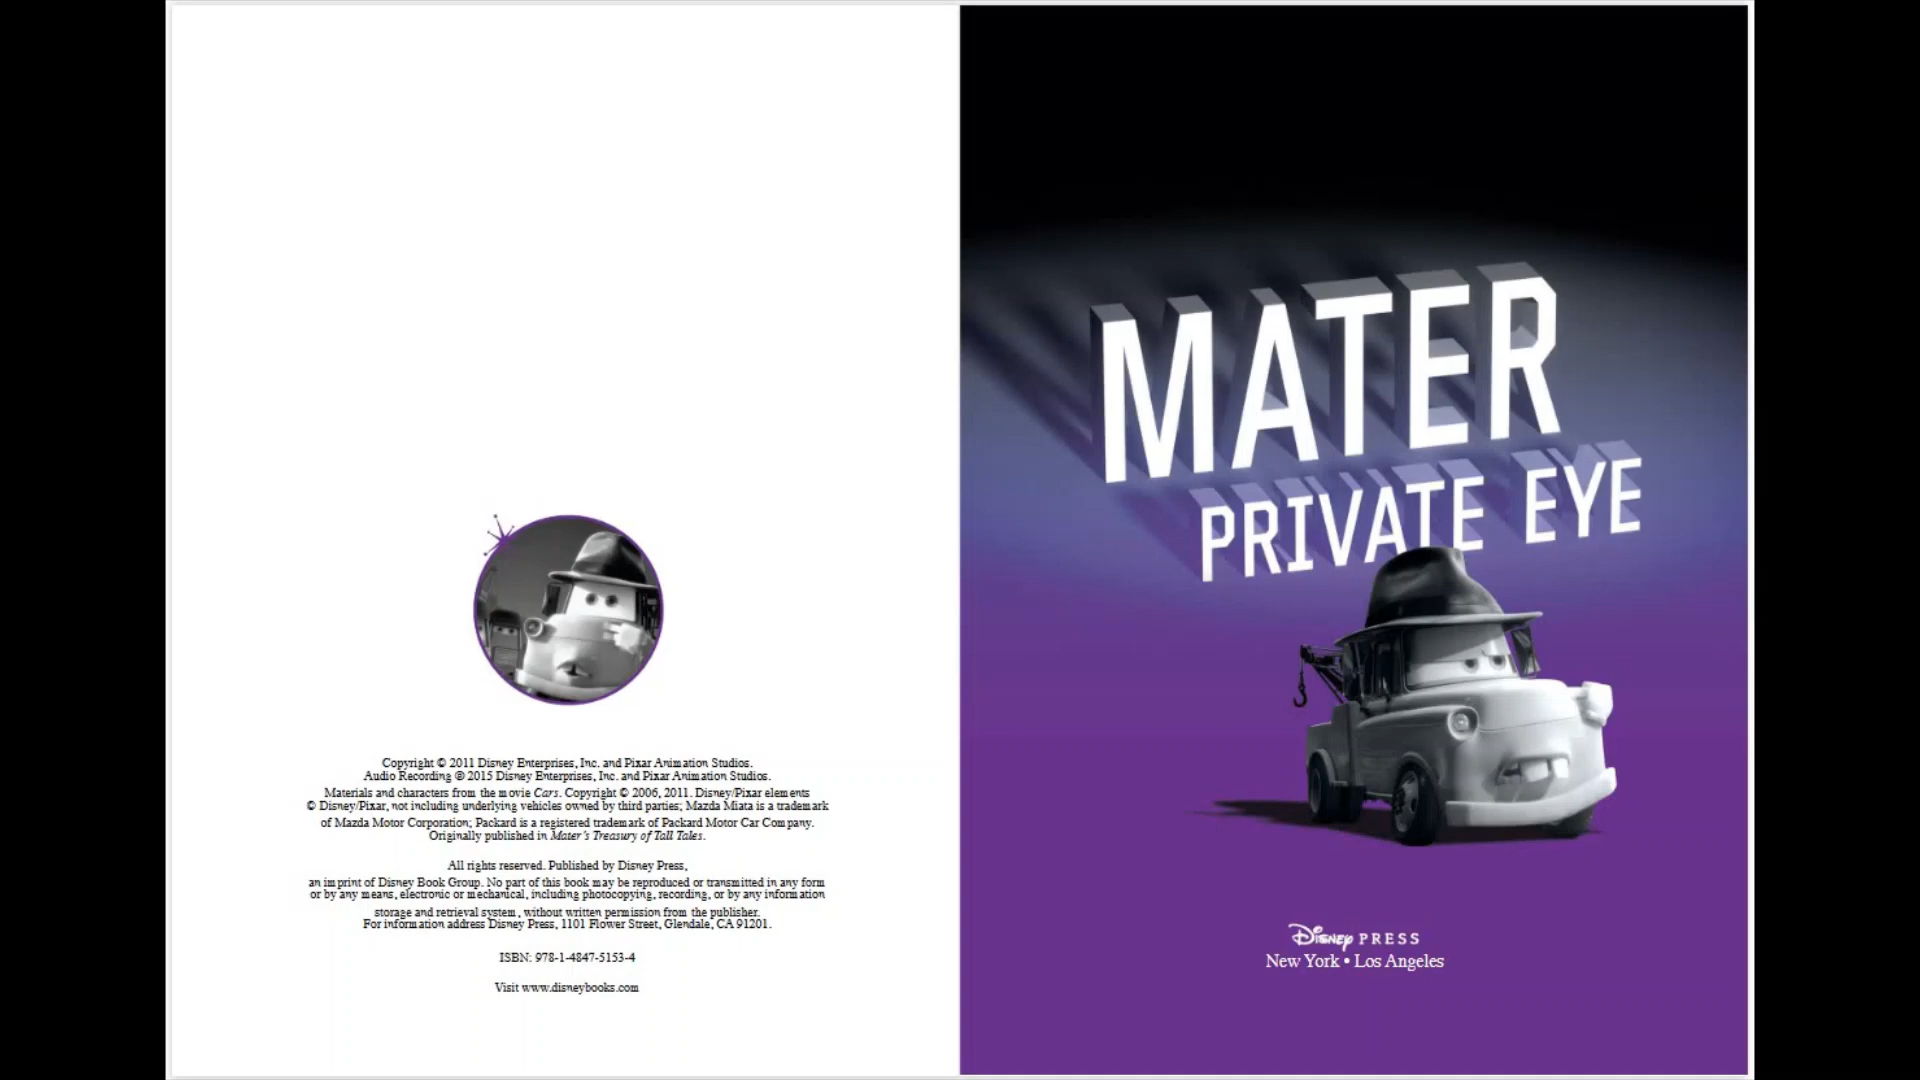 Copyright © 2011 Disney Enterprises, Inc. and Pixar Animation Studios.
Audio Recording ℗ 2015 Disney Enterprises, Inc. and Pixar Animation Studios.
Materials and characters from the movie Cars. Copyright © 2006, 2011. Disney/Pixar elements
© Disney/Pixar, not including underlying vehicles owned by third parties; Mazda Miata is a trademark
of Mazda Motor Corporation; Packard is a registered trademark of Packard Motor Car Company.
Originally published in Mater's Treasury of Tall Tales.
All rights reserved. Published by Disney Press,
an imprint of Disney Book Group. No part of this book may be reproduced or transmitted in any form
or by any means, electronic or mechanical, including photocopying, recording, or by any information
storage and retrieval system, without written permission from the publisher.
For information address Disney Press, 1101 Flower Street, Glendale, CA 91201.
ISBN: 978-1-4847-5153-4
Visit www.disneybooks.com
MATER
PRIVATE EYE
Disney PRESS
New York • Los Angeles